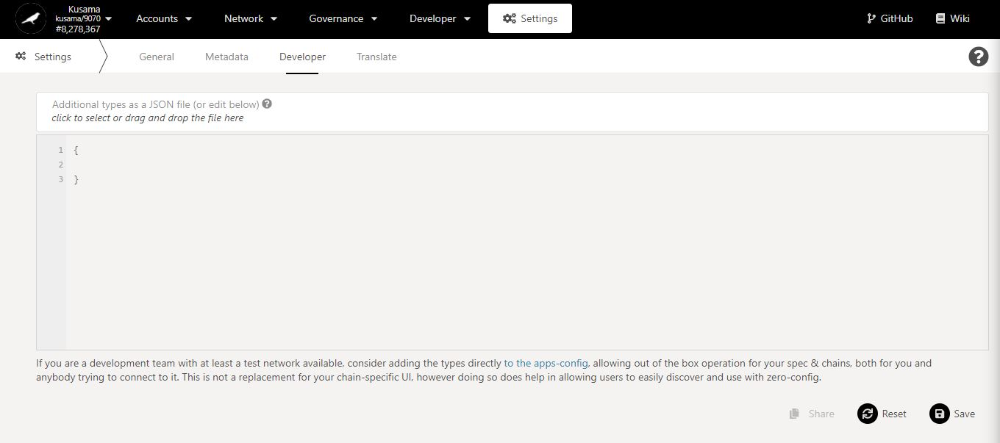 Kusama
kusama/9070
#8,278,367
Accounts
Network
Governance
Developer
Settings
GitHub
Wiki
Settings
General
Metadata
Developer
Translate
?
Additional types as a JSON file (or edit below) ?
click to select or drag and drop the file here
1 {
2
3 }
If you are a development team with at least a test network available, consider adding the types directly to the apps-config, allowing out of the box operation for your spec & chains, both for you and
anybody trying to connect to it. This is not a replacement for your chain-specific UI, however doing so does help in allowing users to easily discover and use with zero-config.
Share
Reset
Save